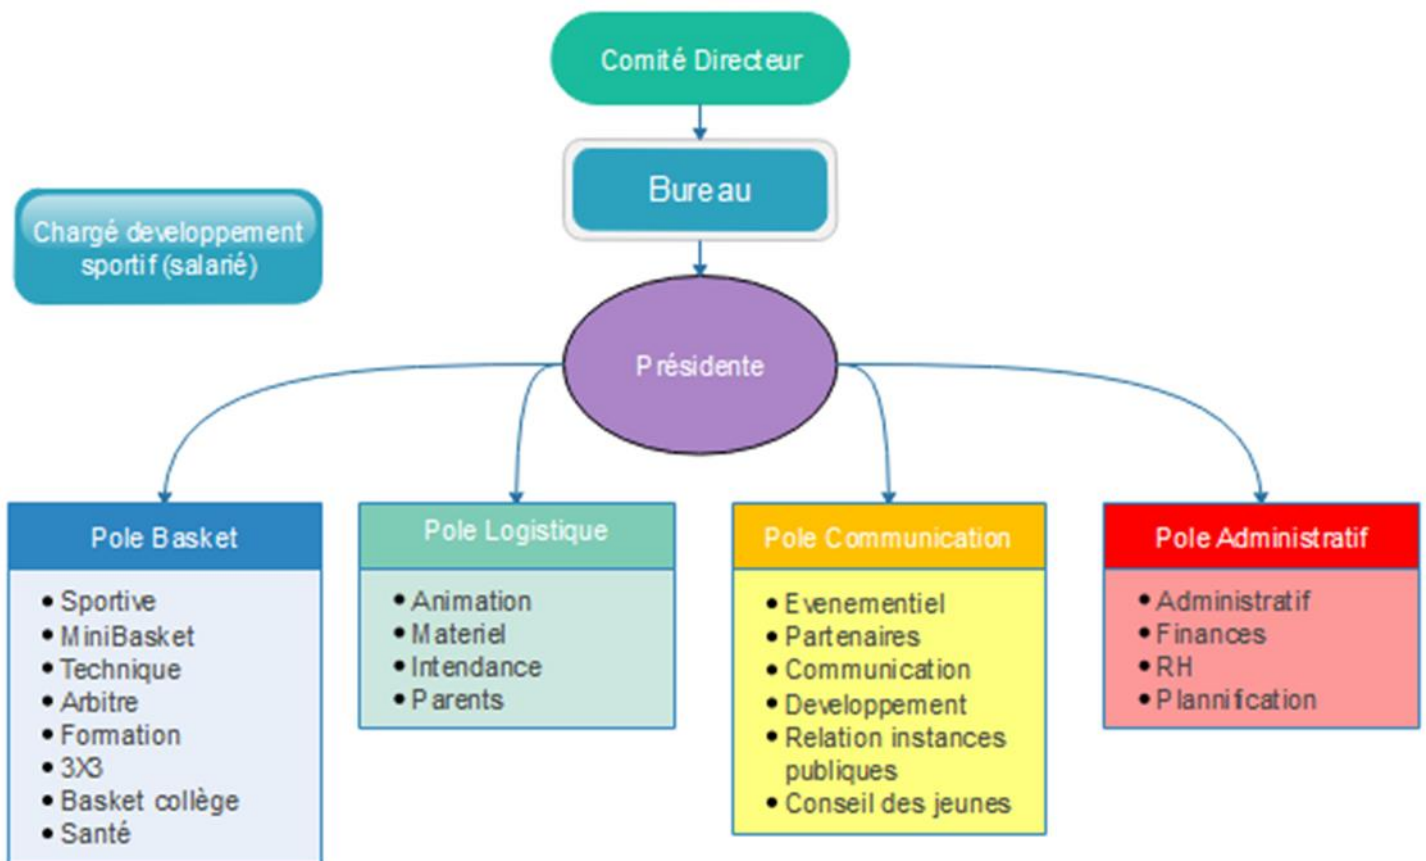 Comité Directeur
Bureau
Chargé developpement
sportif (salarié)
Présidente
Pole Basket
• Sportive
• MiniBasket
• Technique
• Arbitre
• Formation
• 3X3
• Basket collège
• Santé
Pole Logistique
• Animation
• Materiel
• Intendance
• Parents
Pole Communication
• Evenementiel
• Partenaires
• Communication
• Developpement
• Relation instances
publiques
• Conseil des jeunes
Pole Administratif
• Administratif
• Finances
• RH
• Plannification